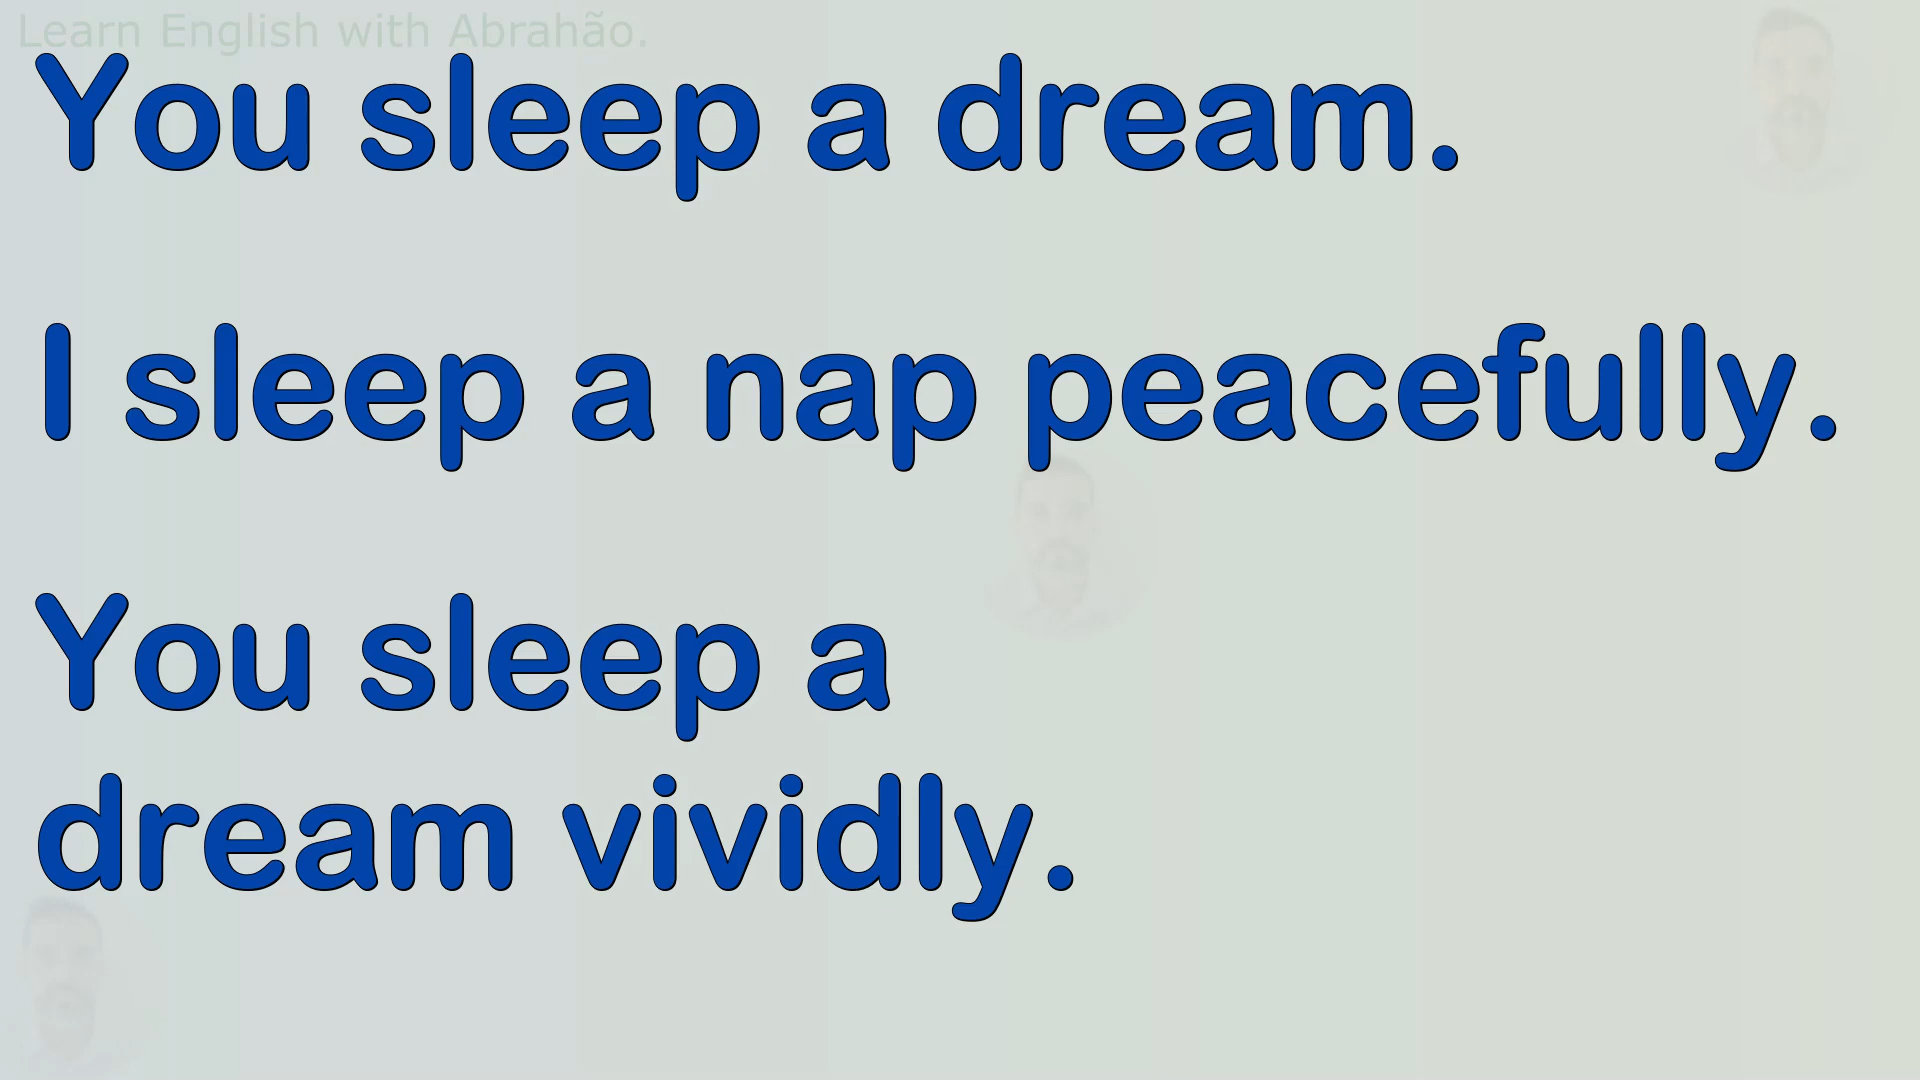 Learn English with Abrahão.
You sleep a dream.
I sleep a nap peacefully.
You sleep a
dream vividly.